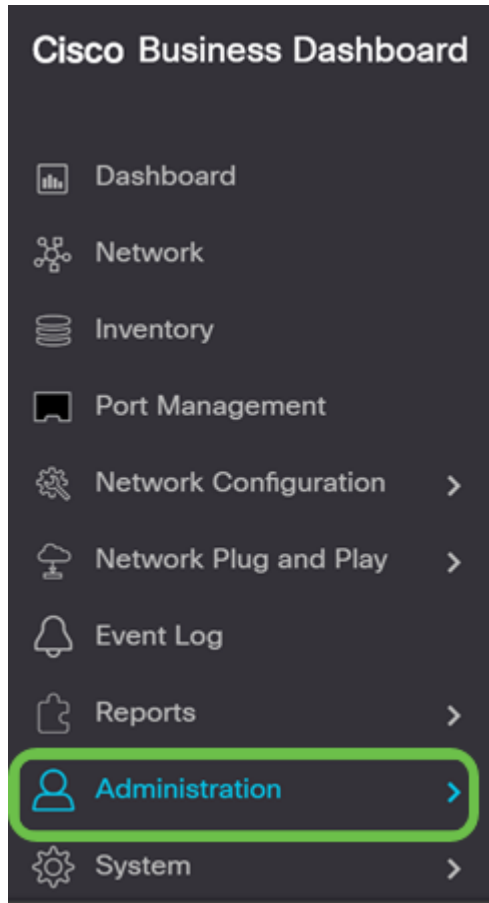 Cisco Business Dashboard
Dashboard
Network
Inventory
Port Management
Network Configuration
Network Plug and Play
Event Log
Reports
Administration
System